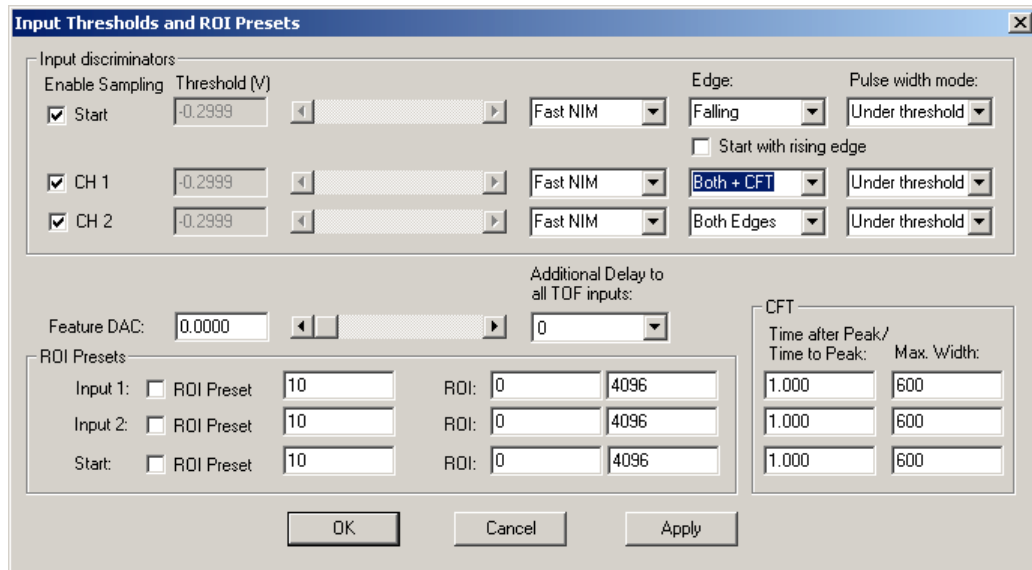 Input Thresholds and ROI Presets
Input discriminators
Enable Sampling Threshold (V) Edge: Pulse width mode:
Start -0.2999 Fast NIM Falling Under threshold
Start with rising edge
CH 1 -0.2999 Fast NIM Both + CFT Under threshold
CH 2 -0.2999 Fast NIM Both Edges Under threshold
Additional Delay to
all TOF inputs:
Feature DAC: 0.0000 0
CFT
Time after Peak/
Time to Peak: Max. Width:
ROI Presets
Input 1: ROI Preset 10 ROI: 0 4096 1.000 600
Input 2: ROI Preset 10 ROI: 0 4096 1.000 600
Start: ROI Preset 10 ROI: 0 4096 1.000 600
OK Cancel Apply